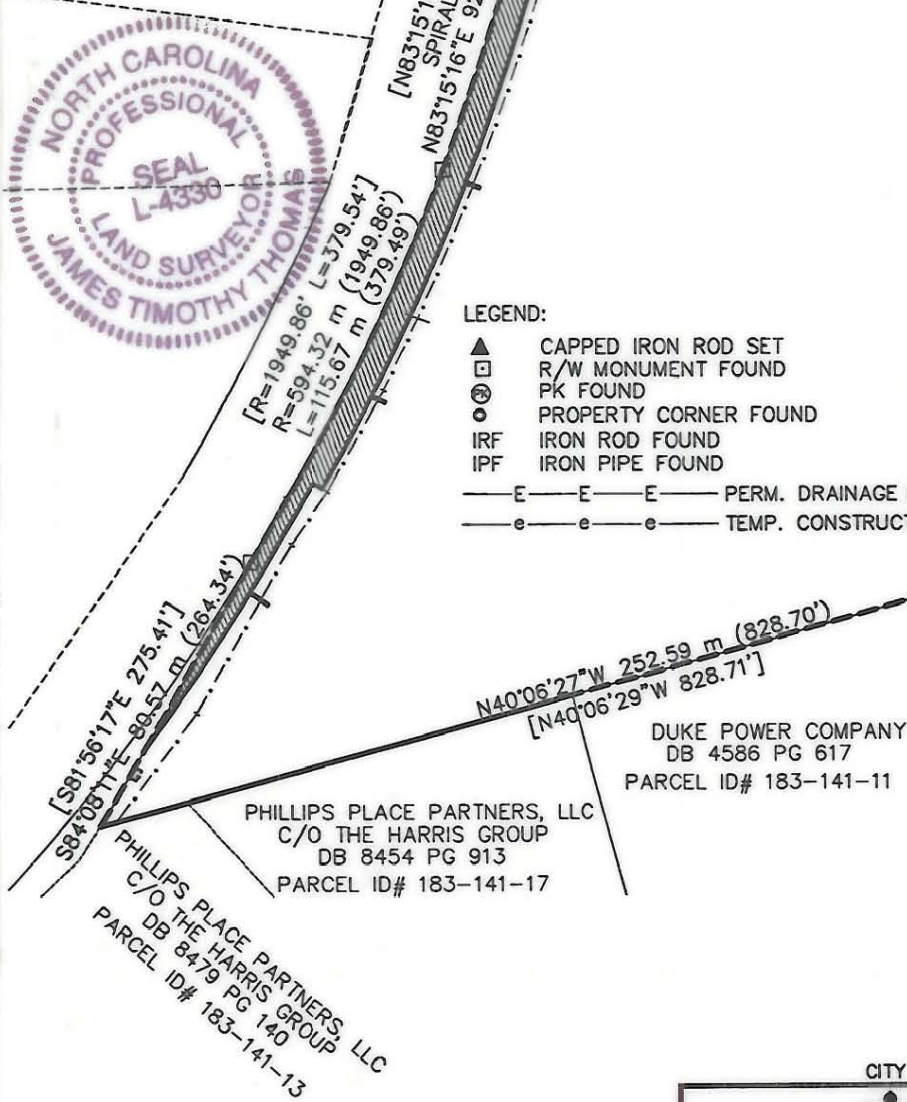 NORTH CAROLINA
PROFESSIONAL
SEAL
L-4330
LAND SURVEYOR
JAMES TIMOTHY THOMAS
[N83°15'1
SPIRAL
N83°15'16"E 92
[R=1949.86' L=379.54']
R=594.32 m (1949.86')
L=115.67 m (379.49')
LEGEND:
CAPPED IRON ROD SET
R/W MONUMENT FOUND
PK PK FOUND
PROPERTY CORNER FOUND
IRF IRON ROD FOUND
IPF IRON PIPE FOUND
E E E PERM. DRAINAGE
e e e TEMP. CONSTRUCT
[S81°56'17"E 275.41']
S84°08'11"E 80.57 m (264.34')
N40°06'27"W 252.59 m (828.70')
[N40°06'29"W 828.71']
DUKE POWER COMPANY
DB 4586 PG 617
PARCEL ID# 183-141-11
PHILLIPS PLACE PARTNERS, LLC
C/O THE HARRIS GROUP
DB 8454 PG 913
PARCEL ID# 183-141-17
PHILLIPS PLACE PARTNERS, LLC
C/O THE HARRIS GROUP
DB 8479 PG 140
PARCEL ID# 183-141-13
CITY